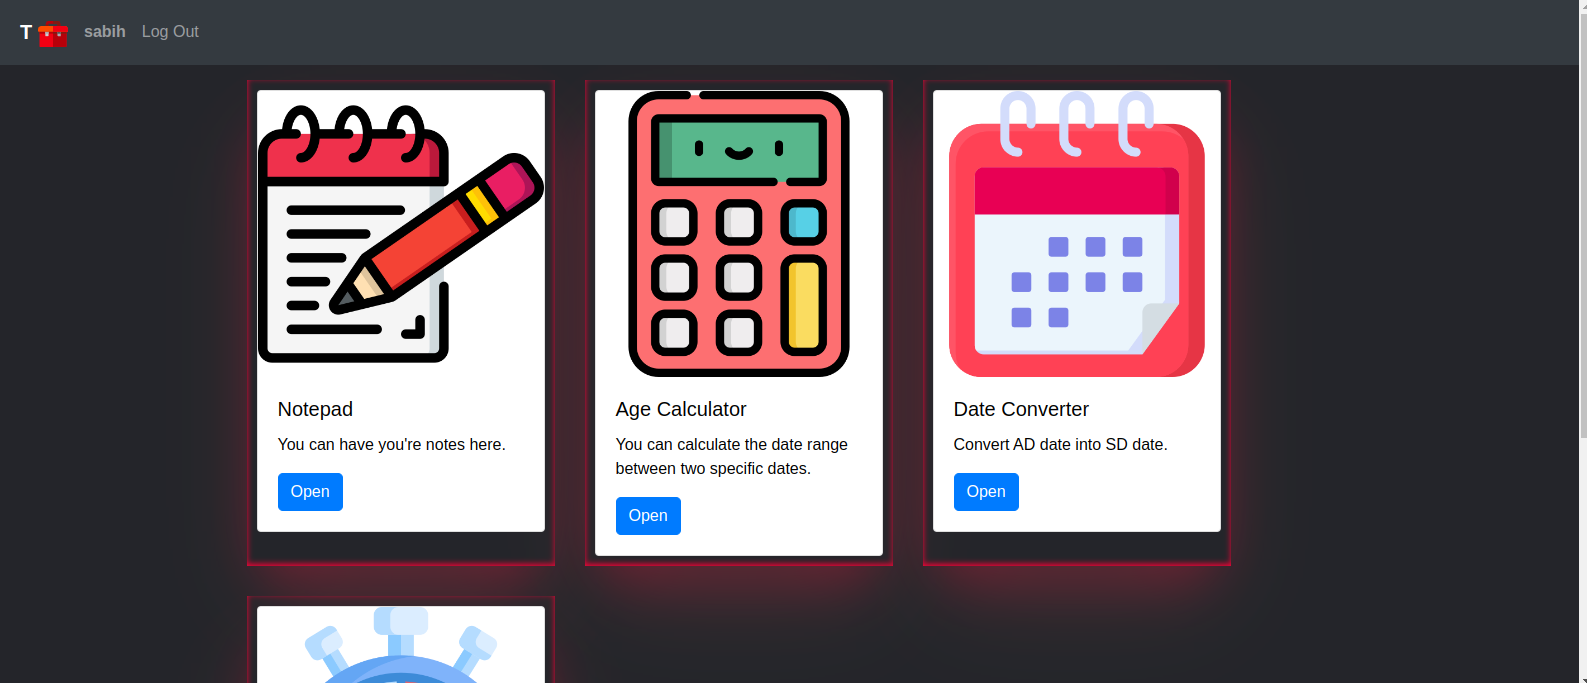 T sabih Log Out
Notepad
You can have you're notes here.
Open
Age Calculator
You can calculate the date range
between two specific dates.
Open
Date Converter
Convert AD date into SD date.
Open